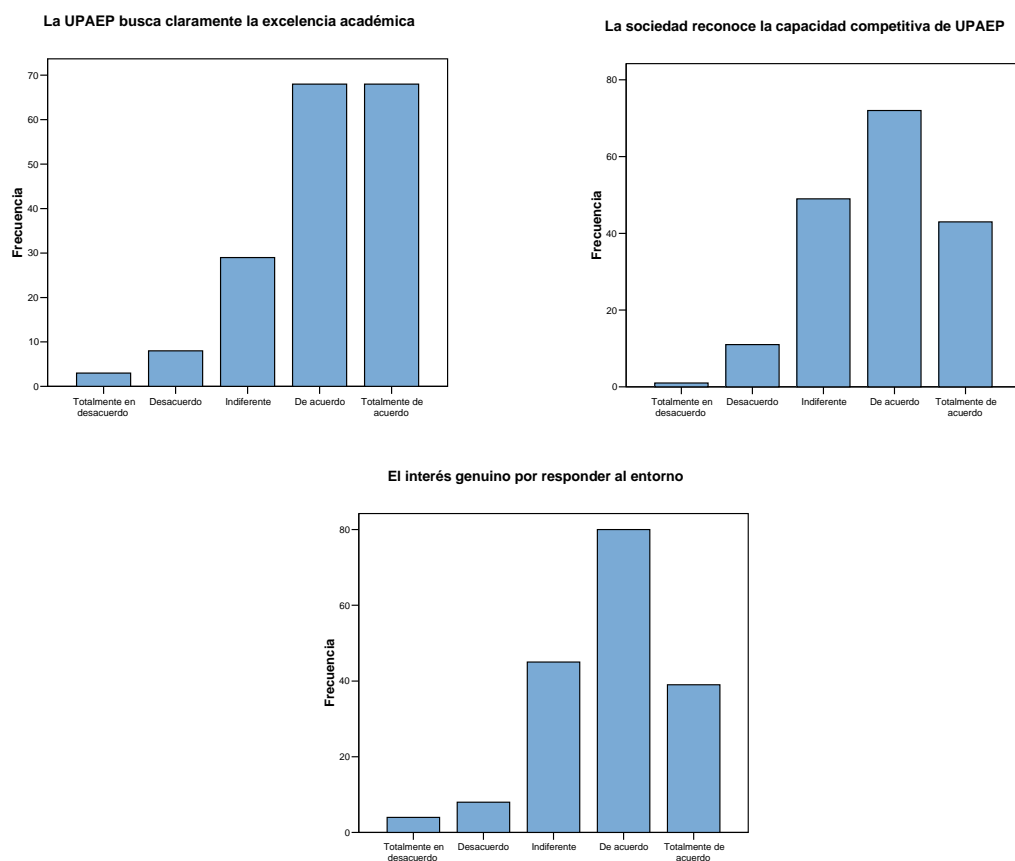 La UPAEP busca claramente la excelencia académica
70
60
50
40
30
20
10
0
Frecuencia
Totalmente en
desacuerdo
Desacuerdo
Indiferente
De acuerdo
Totalmente de
acuerdo
La sociedad reconoce la capacidad competitiva de UPAEP
80
60
40
20
0
Frecuencia
Totalmente en
desacuerdo
Desacuerdo
Indiferente
De acuerdo
Totalmente de
acuerdo
El interés genuino por responder al entorno
80
60
40
20
0
Frecuencia
Totalmente en
desacuerdo
Desacuerdo
Indiferente
De acuerdo
Totalmente de
acuerdo